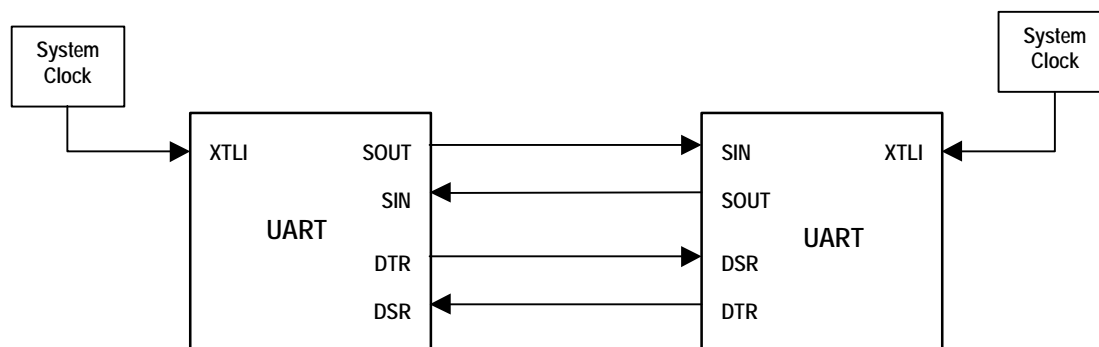 System
Clock
System
Clock
XTLI
SOUT
SIN
XTLI
SIN
SOUT
UART
UART
DTR
DSR
DSR
DTR